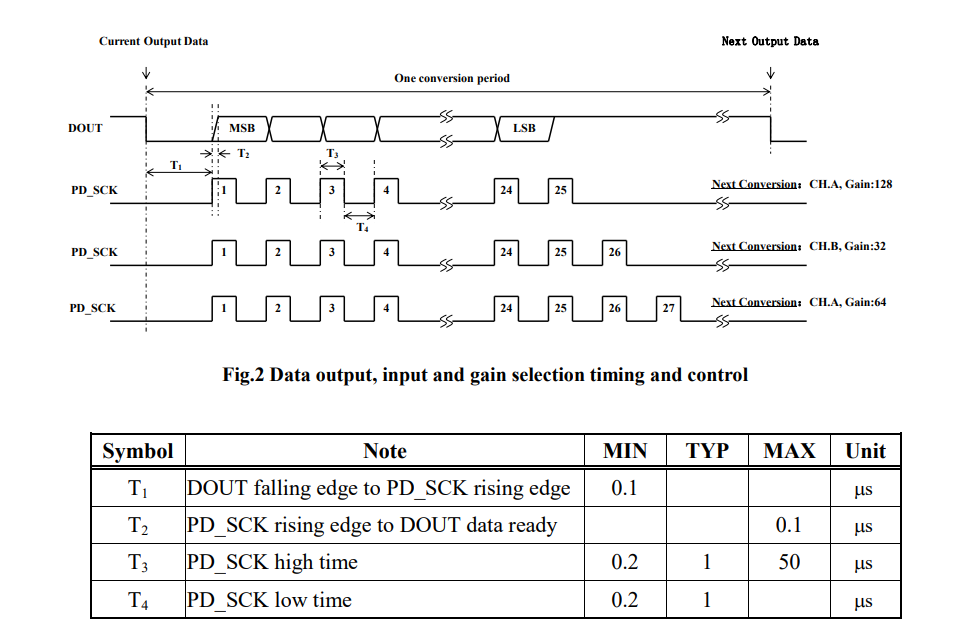 Current Output Data Next Output Data
One conversion period
DOUT MSB LSB
T1 T2 T3
PD_SCK 1 2 3 4 24 25 Next Conversion: CH.A, Gain:128
T4
PD_SCK 1 2 3 4 24 25 26 Next Conversion: CH.B, Gain:32
PD_SCK 1 2 3 4 24 25 26 27 Next Conversion: CH.A, Gain:64
Fig.2 Data output, input and gain selection timing and control
Symbol Note MIN TYP MAX Unit
T1 DOUT falling edge to PD_SCK rising edge 0.1 μs
T2 PD_SCK rising edge to DOUT data ready 0.1 μs
T3 PD_SCK high time 0.2 1 50 μs
T4 PD_SCK low time 0.2 1 μs